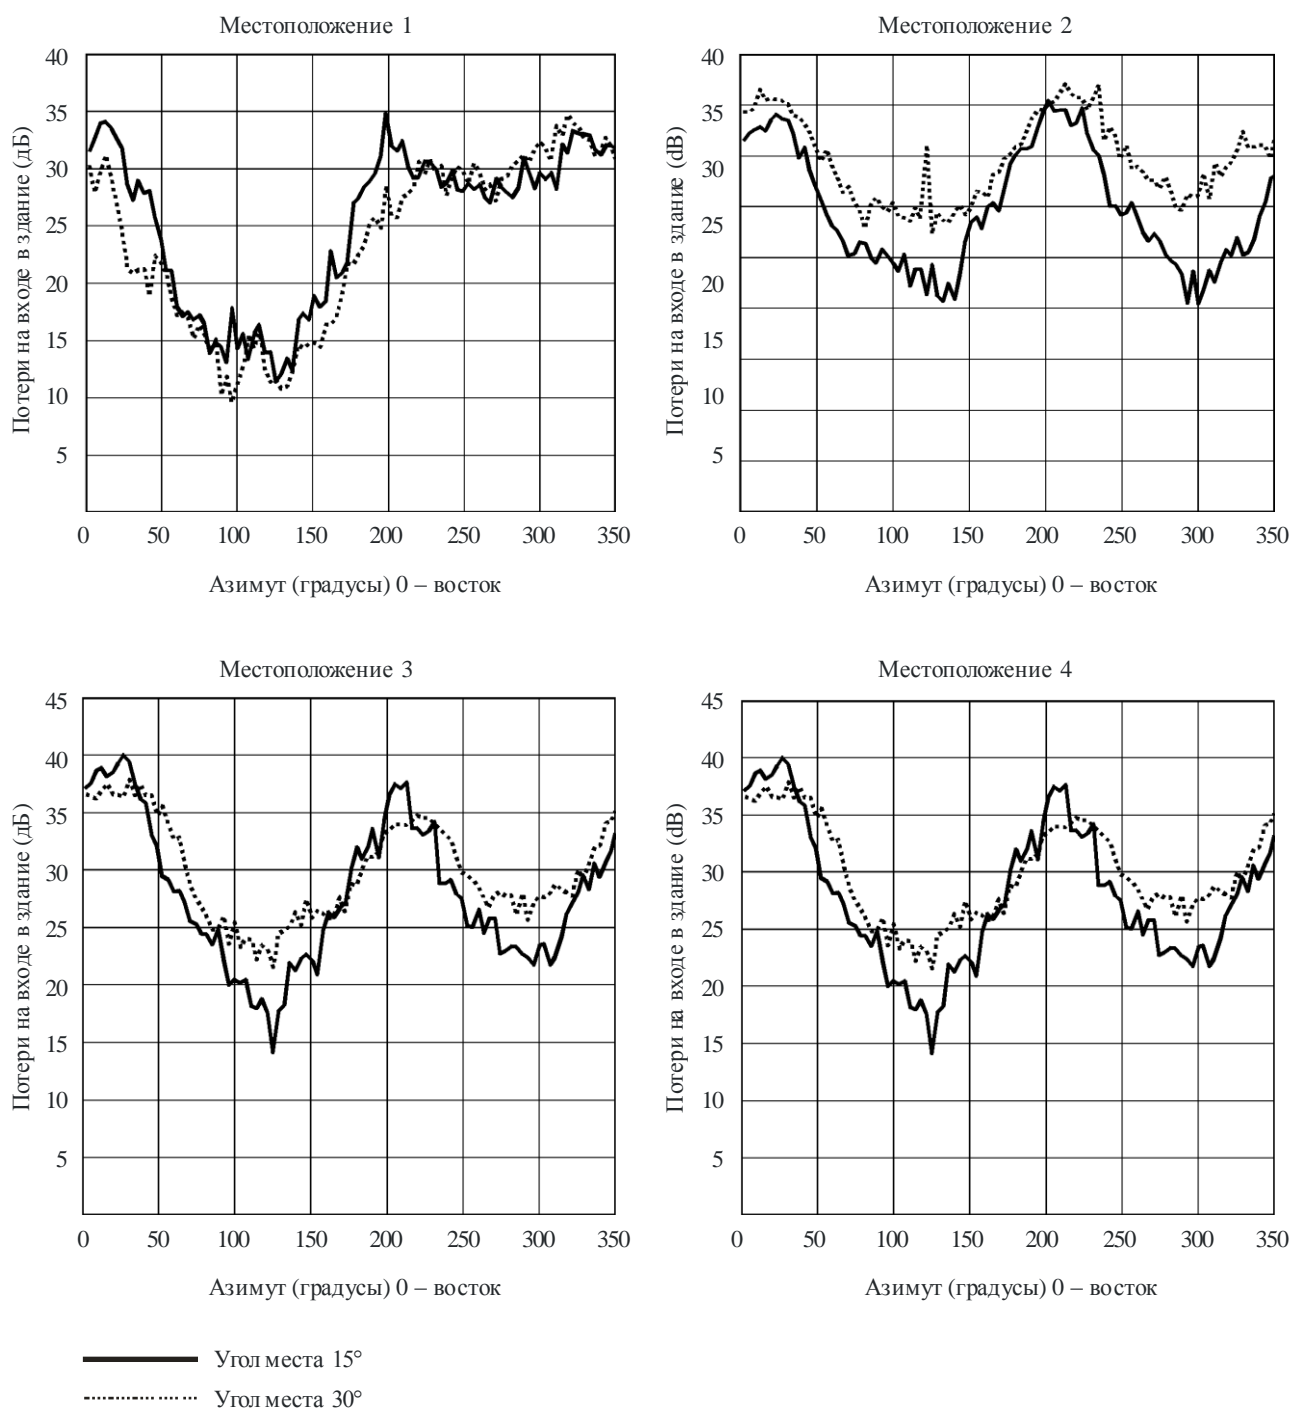 Местоположение 1
Потери на входе в здание (дБ)
40
35
30
25
20
15
10
5
0 50 100 150 200 250 300 350
Азимут (градусы) 0 – восток
Местоположение 2
Потери на входе в здание (dB)
40
35
30
25
20
15
10
5
0 50 100 150 200 250 300 350
Азимут (градусы) 0 – восток
Местоположение 3
Потери на входе в здание (дБ)
45
40
35
30
25
20
15
10
5
0 50 100 150 200 250 300 350
Азимут (градусы) 0 – восток
Местоположение 4
Потери на входе в здание (dB)
45
40
35
30
25
20
15
10
5
0 50 100 150 200 250 300 350
Азимут (градусы) 0 – восток
Угол места 15°
Угол места 30°